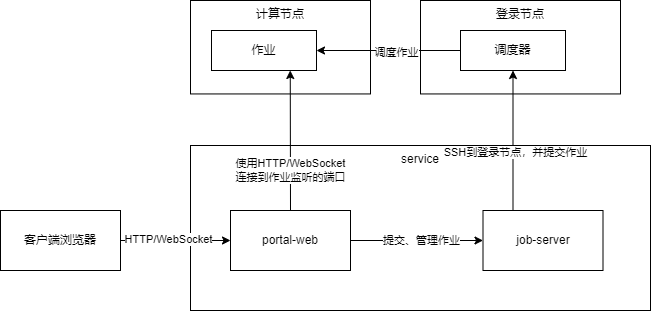 计算节点
登录节点
作业
调度作业
调度器
使用HTTP/WebSocket
连接到作业监听的端口
service
SSH到登录节点，并提交作业
客户端浏览器
HTTP/WebSocket
portal-web
提交、管理作业
job-server